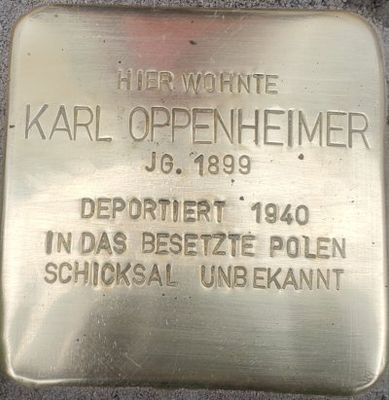 HIER WOHNTE
KARL OPPENHEIMER
JG. 1899
DEPORTIERT 1940
IN DAS BESETZTE POLEN
SCHICKSAL UNBEKANNT